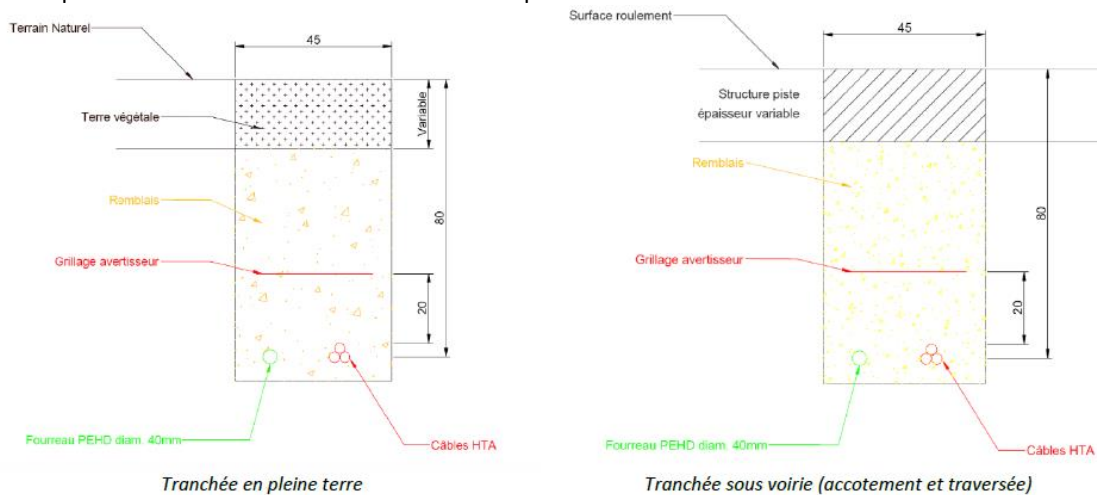 Terrain Naturel
45
Terre végétale
Variable
Remblais
80
Grillage avertisseur
20
Fourreau PEHD diam. 40mm
Câbles HTA
Tranchée en pleine terre
Surface roulement
45
Structure piste
épaisseur variable
Remblais
80
Grillage avertisseur
20
Fourreau PEHD diam. 40mm
Câbles HTA
Tranchée sous voirie (accotement et traversée)